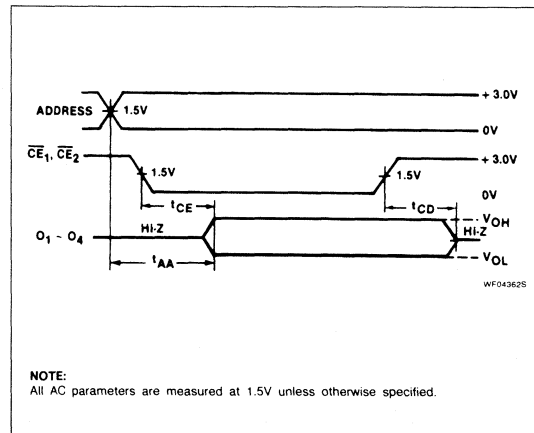 + 3.0V
ADDRESS 1.5V
0V
CE1, CE2 + 3.0V
1.5V 1.5V
0V
tCE tCD
VOH
O1 - O4 Hi-Z Hi-Z
VOL
tAA
WF04362S
NOTE:
All AC parameters are measured at 1.5V unless otherwise specified.